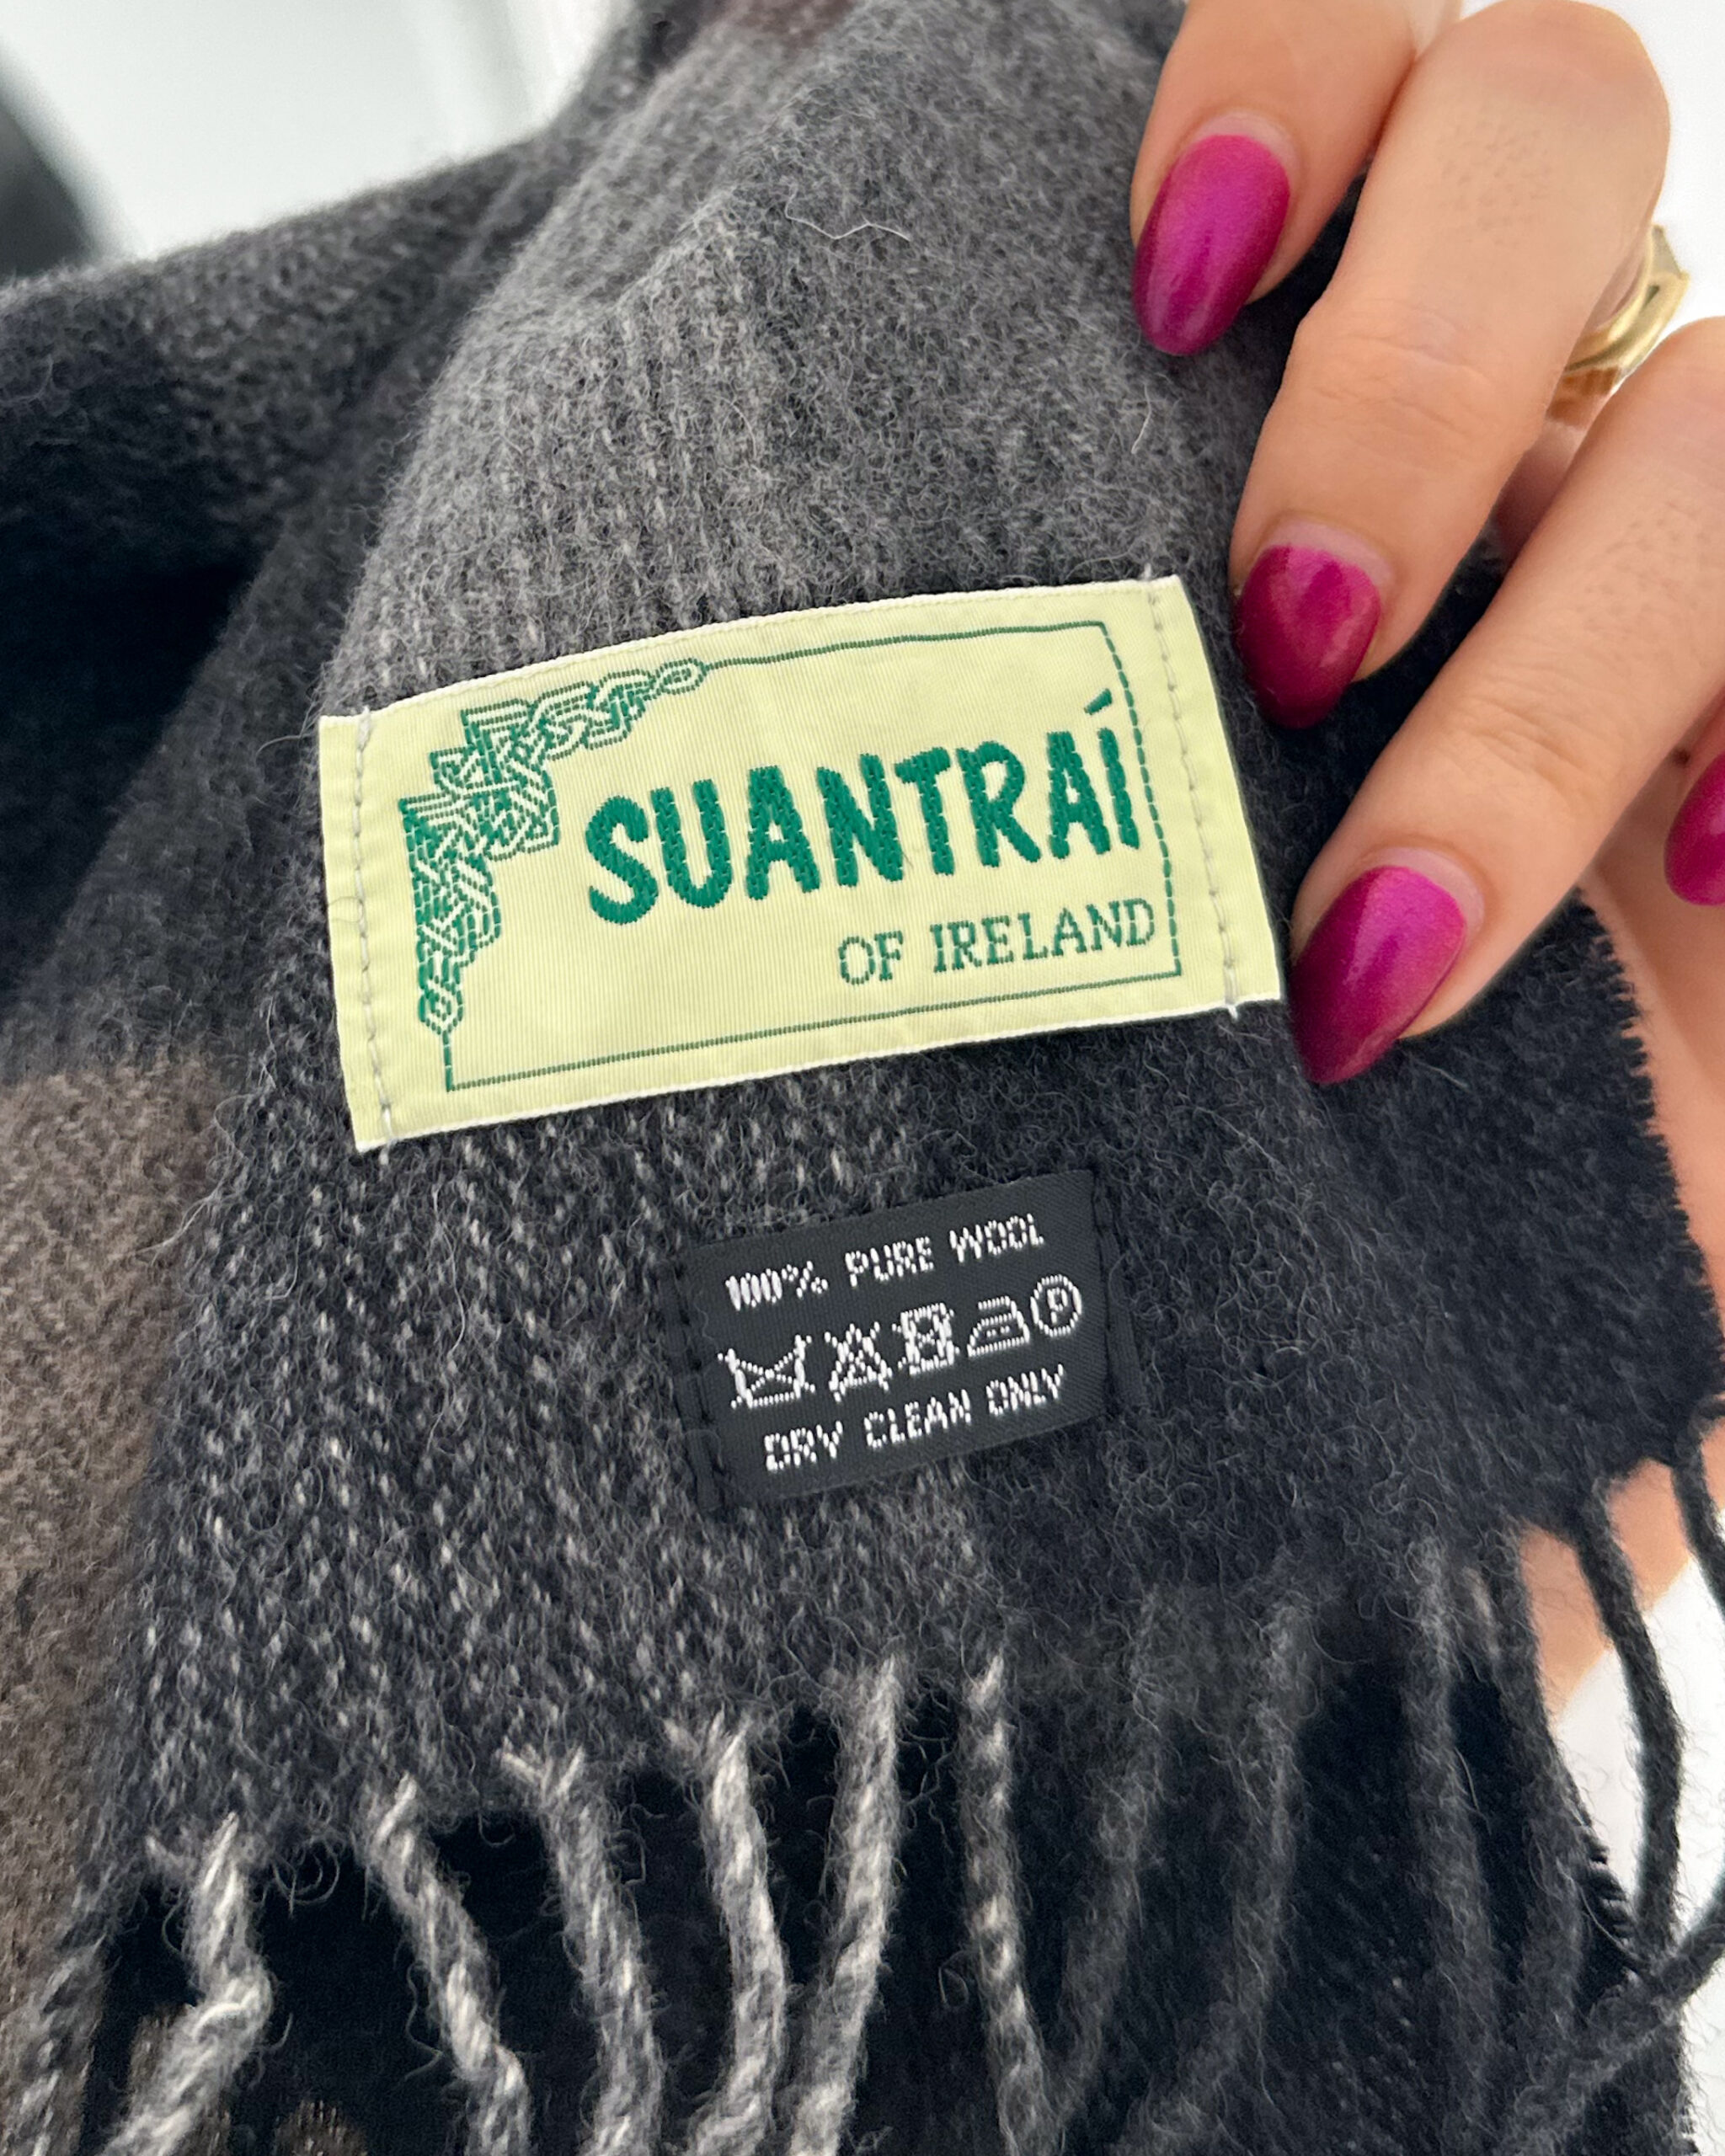 SUANTRAÍ
OF IRELAND
100% PURE WOOL
P
DRY CLEAN ONLY